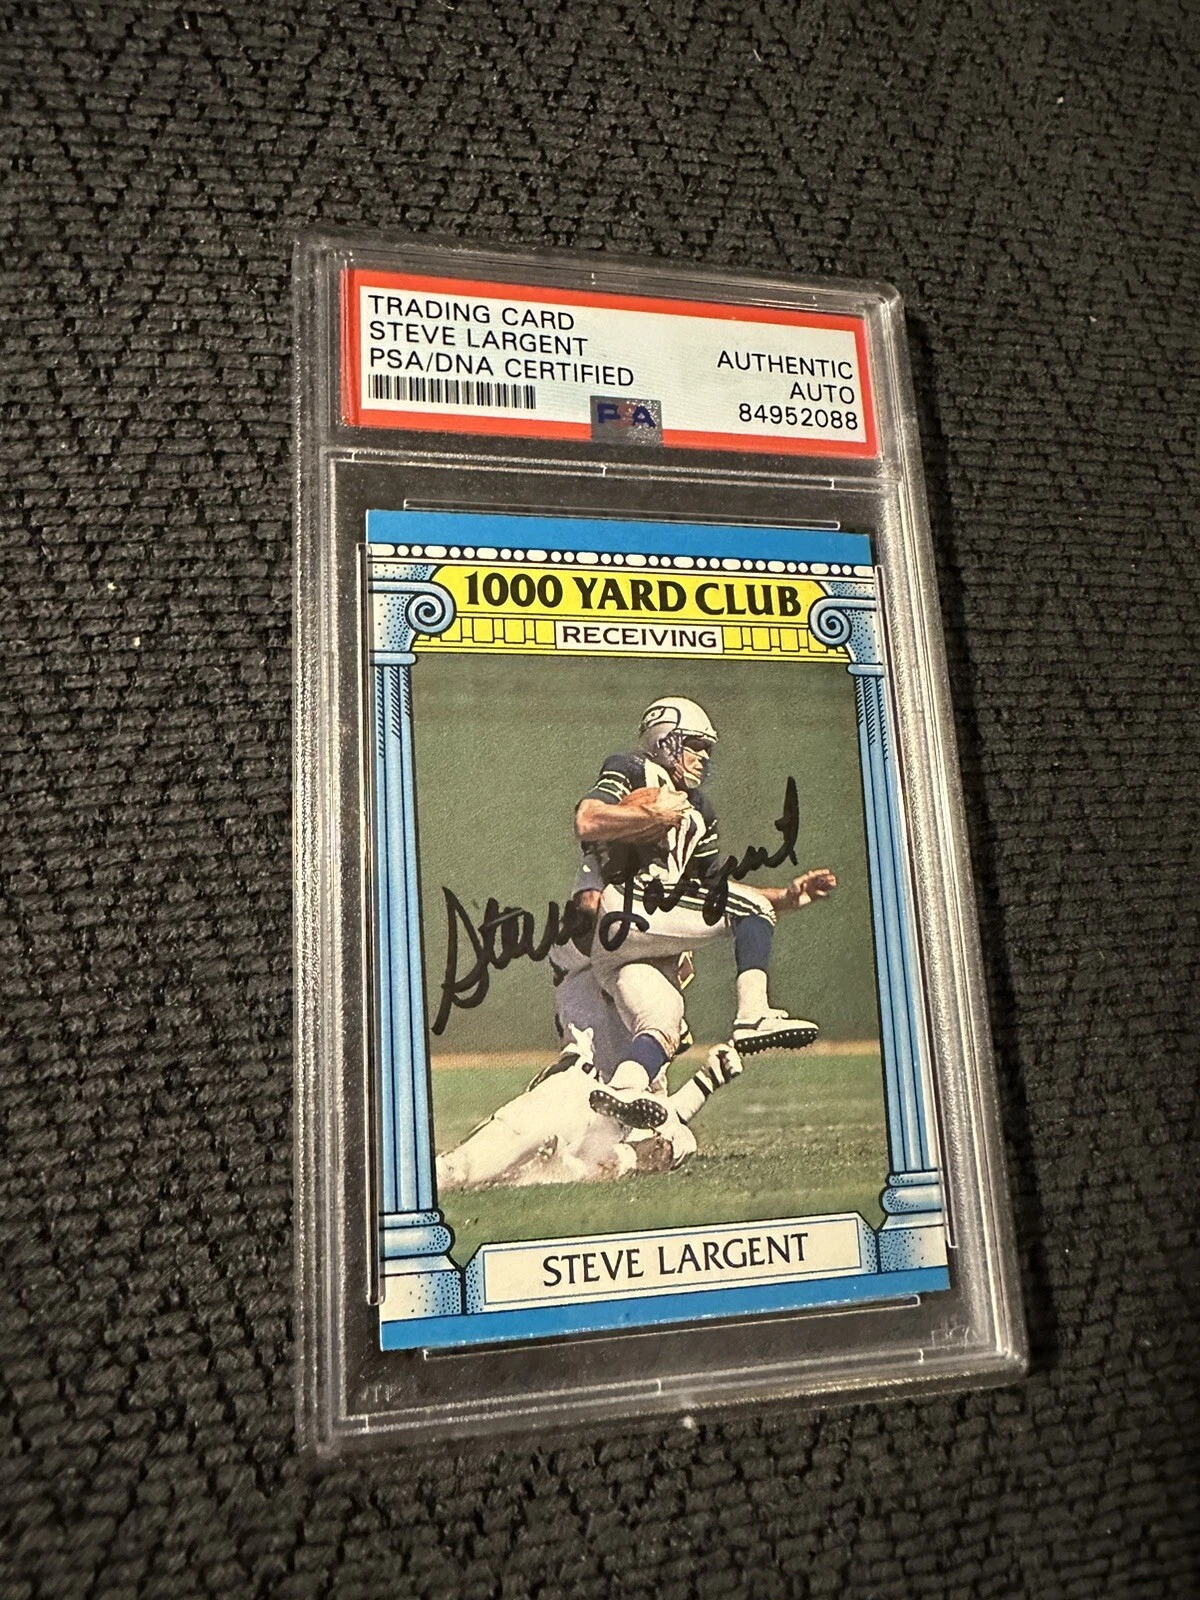 TRADING CARD
STEVE LARGENT
PSA/DNA CERTIFIED
AUTHENTIC
AUTO
84952088
PSA
1000 YARD CLUB
RECEIVING
Steve Largent
STEVE LARGENT